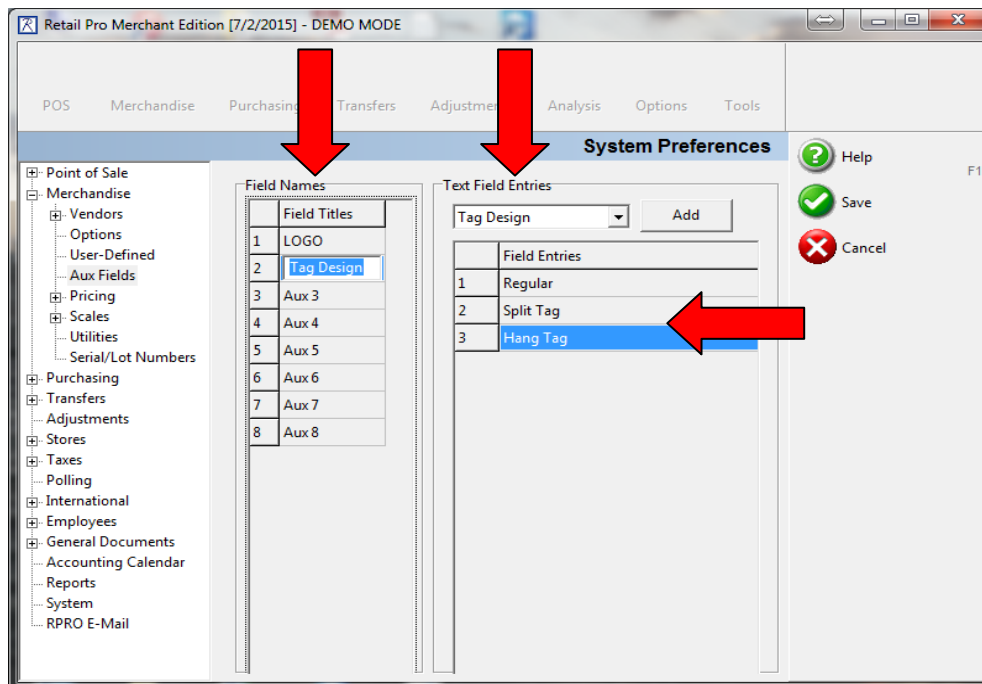 Retail Pro Merchant Edition [7/2/2015] - DEMO MODE
POS Merchandise Purchasing Transfers Adjustmen Analysis Options Tools
System Preferences
Help
F1
Save
Cancel
Point of Sale
Merchandise
Vendors
Options
User-Defined
Aux Fields
Pricing
Scales
Utilities
Serial/Lot Numbers
Purchasing
Transfers
Adjustments
Stores
Taxes
Polling
International
Employees
General Documents
Accounting Calendar
Reports
System
RPRO E-Mail
Field Names
Field Titles
1 LOGO
2 Tag Design
3 Aux 3
4 Aux 4
5 Aux 5
6 Aux 6
7 Aux 7
8 Aux 8
Text Field Entries
Tag Design Add
Field Entries
1 Regular
2 Split Tag
3 Hang Tag